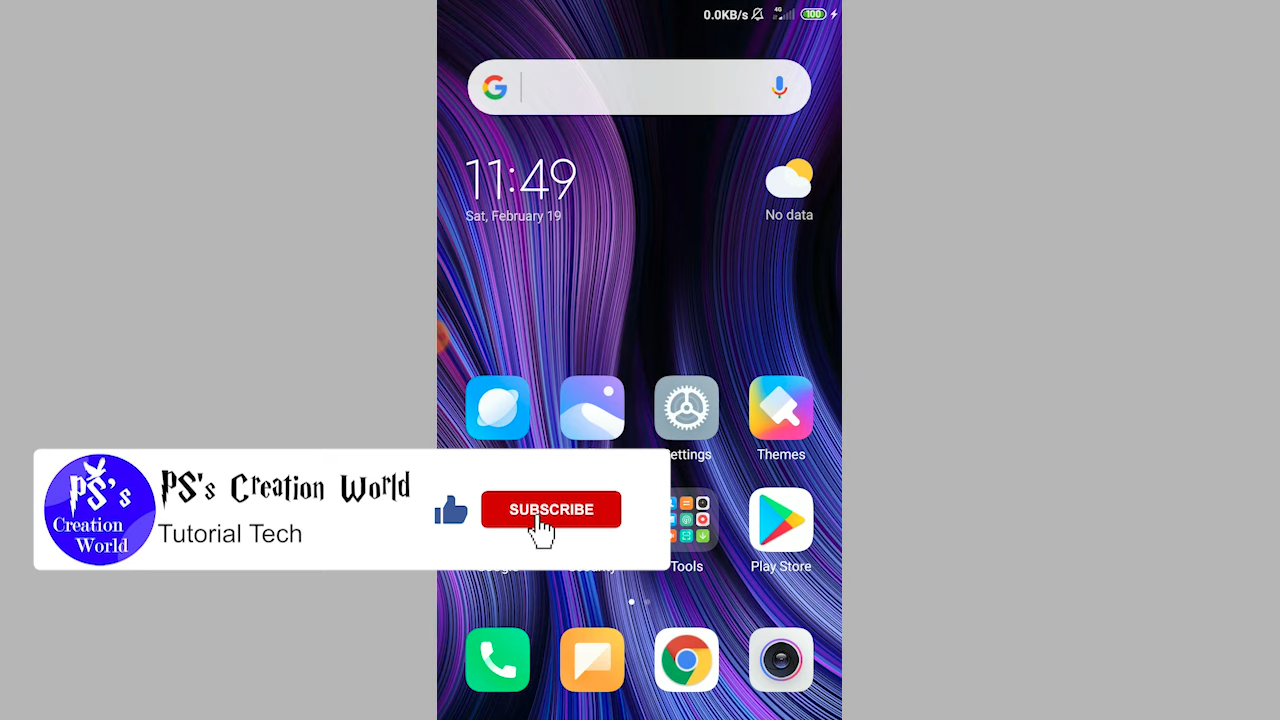 0.0KB/s 4G 100
11:49
Sat, February 19
No data
ettings
Themes
PS's
Creation
World
PS's Creation World
Tutorial Tech
SUBSCRIBE
Tools
Play Store